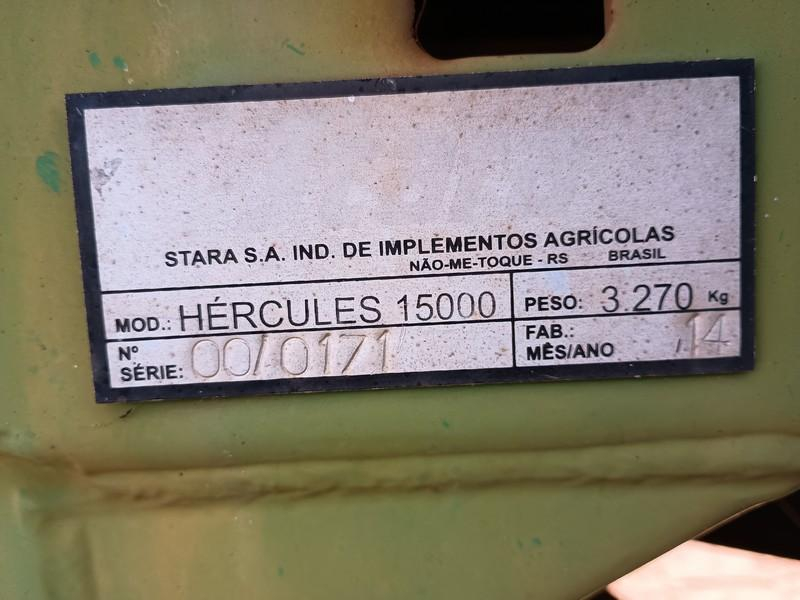 STARA S.A. IND. DE IMPLEMENTOS AGRÍCOLAS
NÃO-ME-TOQUE - RS BRASIL
MOD.: HÉRCULES 15000
PESO: 3.270 Kg
Nº SÉRIE: 00/0171
FAB.: MÊS/ANO /14